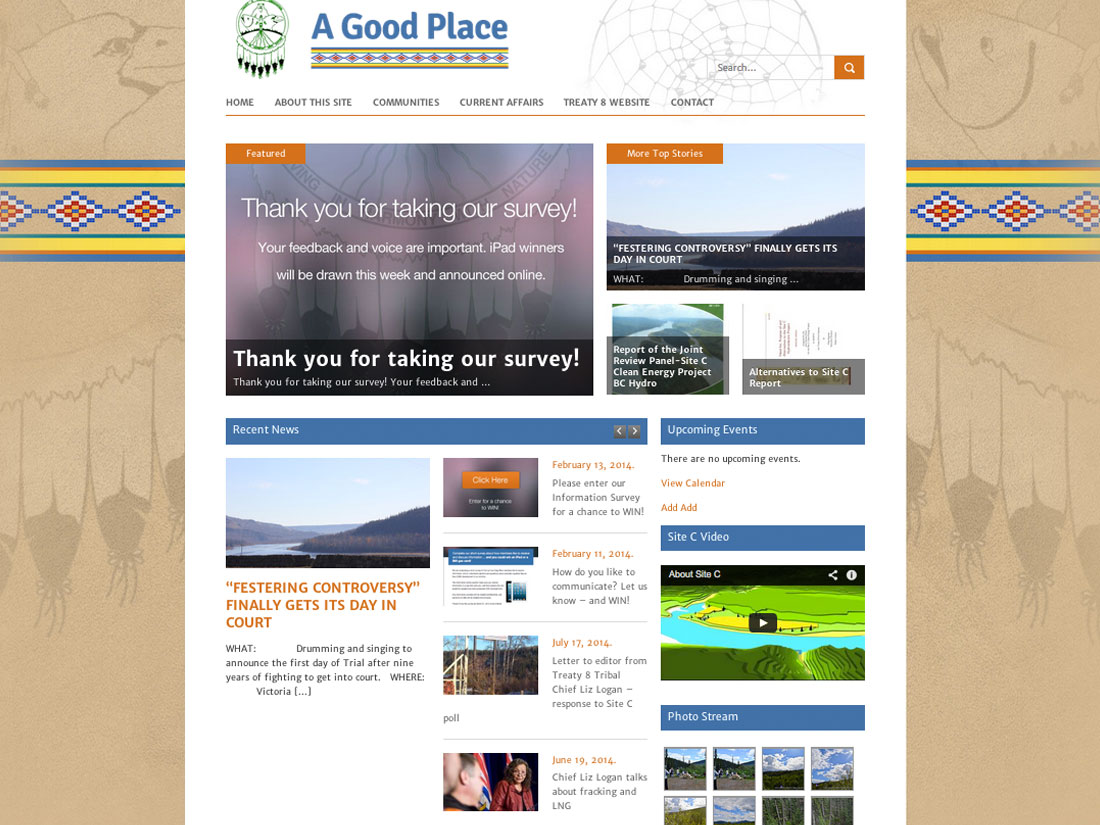 A Good Place
Search...
HOME ABOUT THIS SITE COMMUNITIES CURRENT AFFAIRS TREATY 8 WEBSITE CONTACT
Featured
NATURE
Thank you for taking our survey!
Your feedback and voice are important. iPad winners
will be drawn this week and announced online.
Thank you for taking our survey!
Thank you for taking our survey! Your feedback and ...
More Top Stories
“FESTERING CONTROVERSY” FINALLY GETS ITS
DAY IN COURT
WHAT: Drumming and singing ...
Report of the Joint
Review Panel-Site C
Clean Energy Project
BC Hydro
Alternatives to Site C
Report
Recent News
“FESTERING CONTROVERSY”
FINALLY GETS ITS DAY IN
COURT
WHAT: Drumming and singing to
announce the first day of Trial after nine
years of fighting to get into court. WHERE:
Victoria [...]
Click Here
Enter for a chance
to WIN!
February 13, 2014.
Please enter our
Information Survey
for a chance to WIN!
February 11, 2014.
How do you like to
communicate? Let us
know – and WIN!
July 17, 2014.
Letter to editor from
Treaty 8 Tribal
Chief Liz Logan –
response to Site C
poll
June 19, 2014.
Chief Liz Logan talks
about fracking and
LNG
Upcoming Events
There are no upcoming events.
View Calendar
Add Add
Site C Video
About Site C
Photo Stream